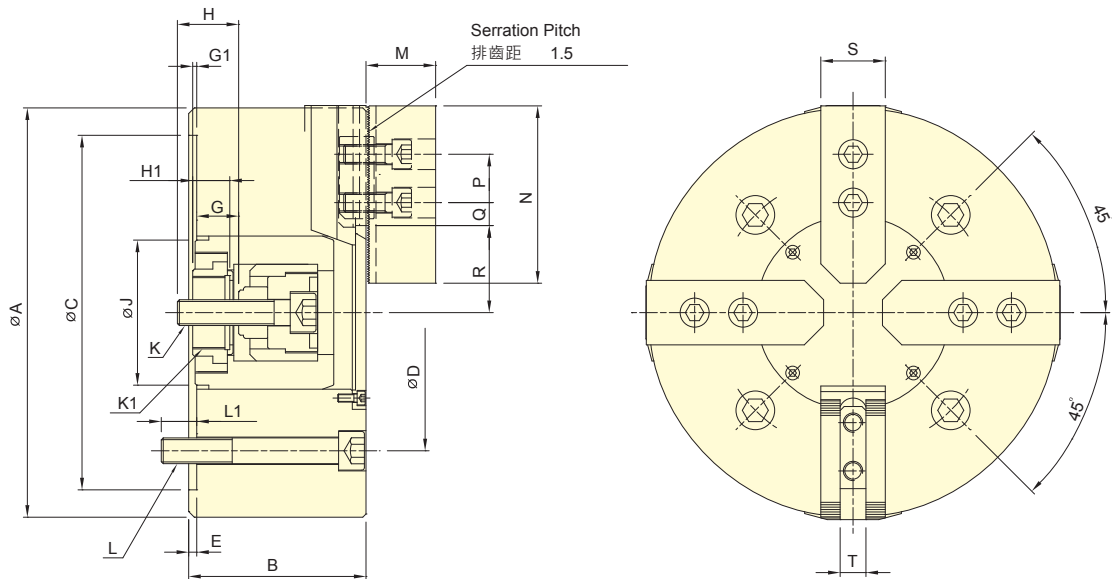 H
G1
M
Serration Pitch
排齒距 1.5
S
H1
G
P
Q
N
R
45
øA
øC
øJ
K
øD
K1
L1
45°
L
E
B
T